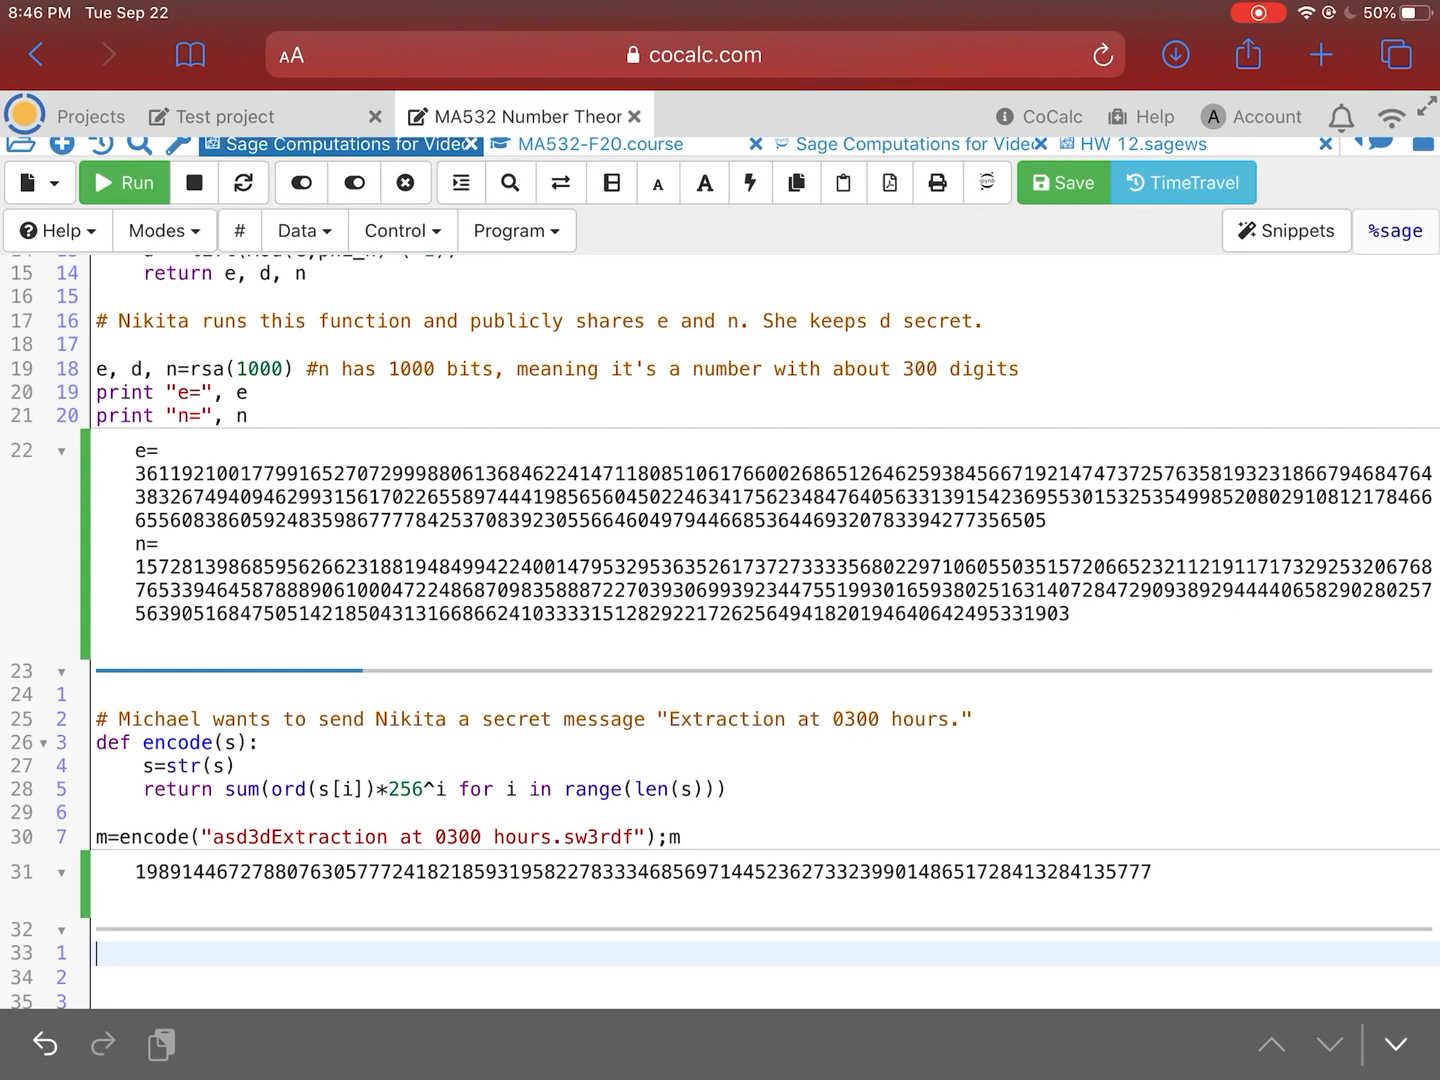 8:46 PM Tue Sep 22 50%
AA cocalc.com
Projects Test project MA532 Number Theor CoCalc Help Account
Sage Computations for Video MA532-F20.course Sage Computations for Video HW 12.sagews
Run A A Save TimeTravel
Help Modes # Data Control Program Snippets %sage
15 14 return e, d, n
16 15
17 16 # Nikita runs this function and publicly shares e and n. She keeps d secret.
18 17
19 18 e, d, n=rsa(1000) #n has 1000 bits, meaning it's a number with about 300 digits
20 19 print "e=", e
21 20 print "n=", n
22 e=
361192100177991652707299988061368462241471180851061766002686512646259384566719214747372576358193231866794684764
383267494094629931561702265589744419856560450224634175623484764056331391542369553015325354998520802910812178466
6556083860592483598677778425370839230556646049794466853644693207833942773565​05
n=
157281398685956266231881948499422400147953295363526173727333356802297106055035157206652321121911717329253206768
765339464587888906100047224868709835888722703930699392344755199301659380251631407284729093892944440658290280257
56390516847505142185043131668662410333315128292217262564941820194640642495331903
23
24 1
25 2 # Michael wants to send Nikita a secret message "Extraction at 0300 hours."
26 3 def encode(s):
27 4 s=str(s)
28 5 return sum(ord(s[i])*256^i for i in range(len(s)))
29 6
30 7 m=encode("asd3dExtraction at 0300 hours.sw3rdf");m
31 198914467278807630577724182185931958227833346856971445236273323990148651728413284135777
32
33 1
34 2
35 3